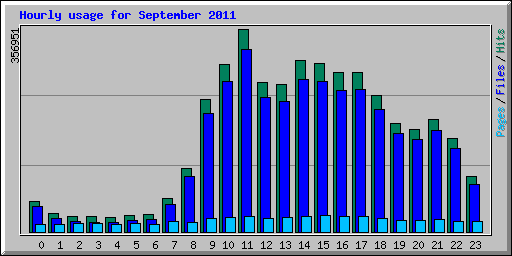 Hourly usage for September 2011
356951
Pages/Files/Hits
0 1 2 3 4 5 6 7 8 9 10 11 12 13 14 15 16 17 18 19 20 21 22 23